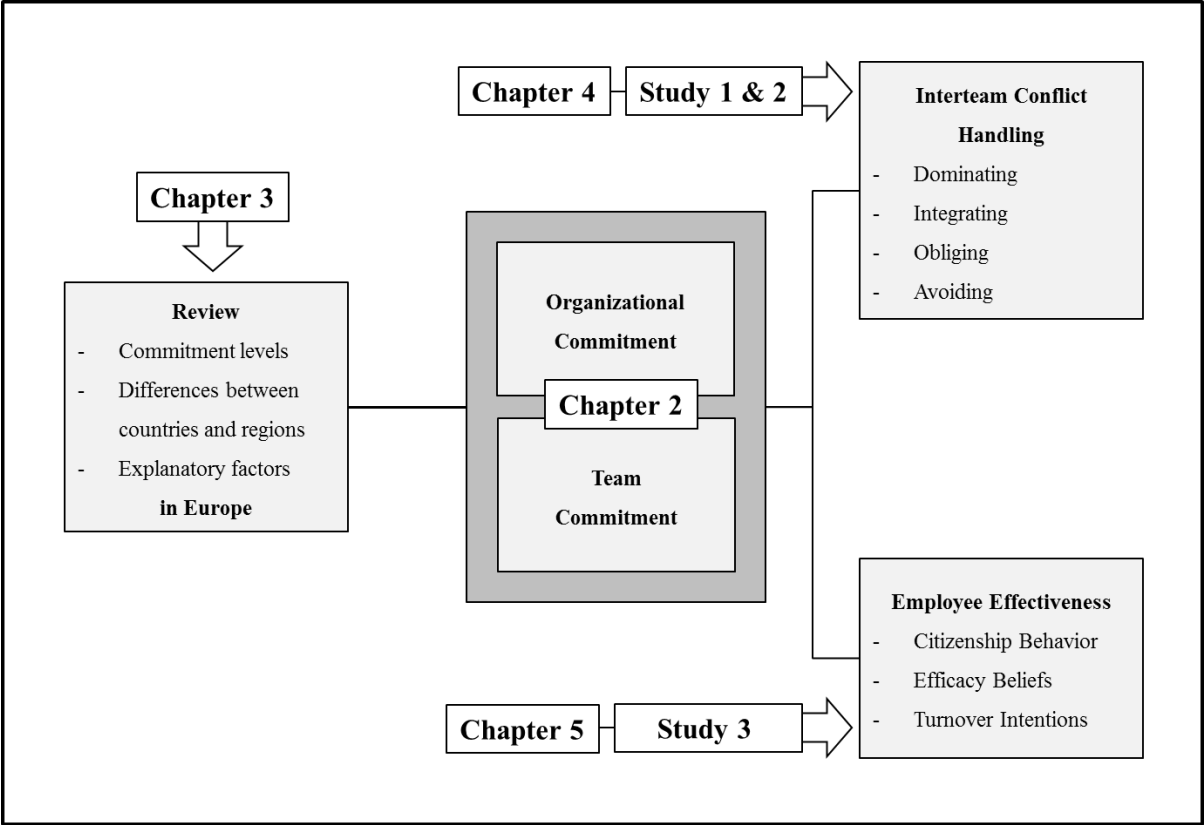 Chapter 3
Review
- Commitment levels
- Differences between
countries and regions
- Explanatory factors
in Europe
Organizational
Commitment
Chapter 2
Team
Commitment
Chapter 4
Study 1 & 2
Interteam Conflict
Handling
- Dominating
- Integrating
- Obliging
- Avoiding
Chapter 5
Study 3
Employee Effectiveness
- Citizenship Behavior
- Efficacy Beliefs
- Turnover Intentions